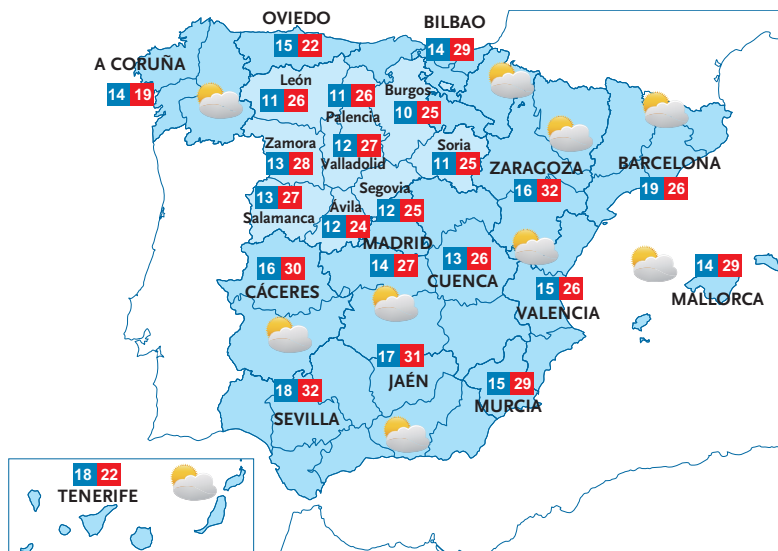 OVIEDO
15 22
BILBAO
14 29
A CORUÑA
14 19
León
11 26
11 26
Palencia
Burgos
10 25
Zamora
13 28
12 27
Valladolid
Soria
11 25
ZARAGOZA
16 32
BARCELONA
19 26
13 27
Salamanca
Ávila
12 24
Segovia
12 25
MADRID
14 27
13 26
CUENCA
16 30
CÁCERES
15 26
VALENCIA
14 29
MALLORCA
17 31
JAÉN
18 32
SEVILLA
15 29
MURCIA
18 22
TENERIFE